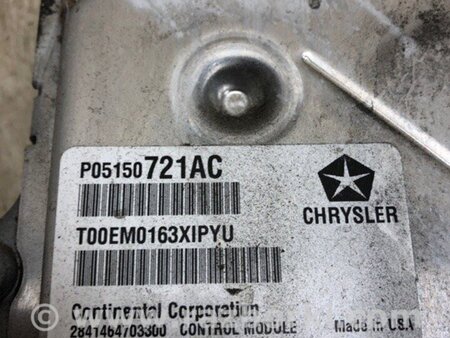 P05150721AC
CHRYSLER
T00EM0163XIPYU
Continental Corporation
2841464703300 CONTROL MODULE Made in U.S.A